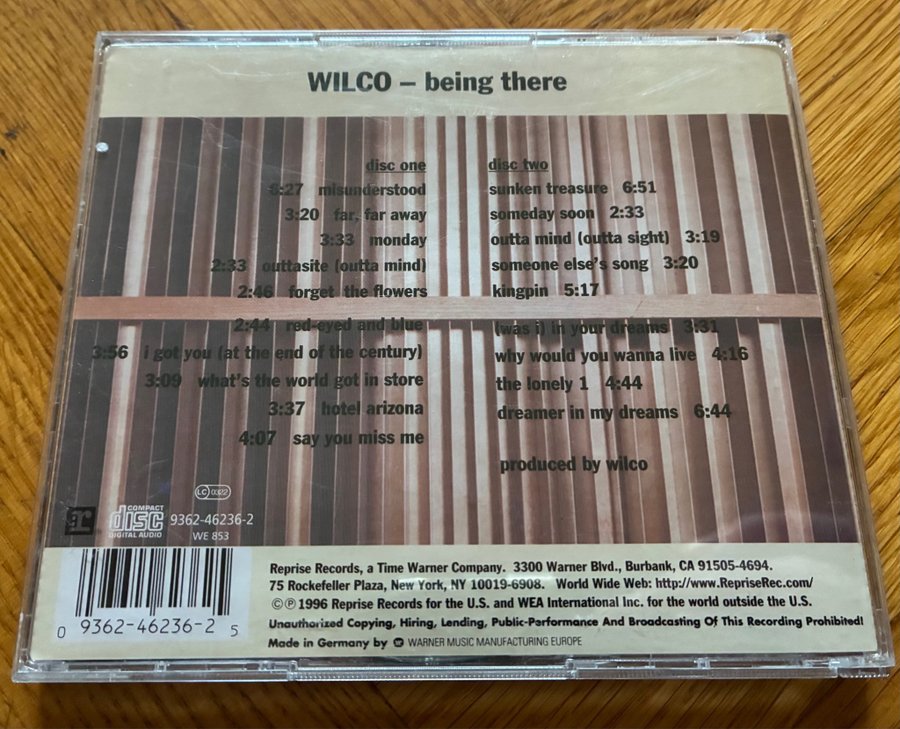 WILCO – being there
disc one
6:27 misunderstood
3:20 far, far away
3:33 monday
2:33 outtasite (outta mind)
2:46 forget the flowers
2:44 red-eyed and blue
3:56 i got you (at the end of the century)
3:09 what's the world got in store
3:37 hotel arizona
4:07 say you miss me
disc two
sunken treasure 6:51
someday soon 2:33
outta mind (outta sight) 3:19
someone else's song 3:20
kingpin 5:17
(was i) in your dreams 3:31
why would you wanna live 4:16
the lonely 1 4:44
dreamer in my dreams 6:44
produced by wilco
LC 0322
r
COMPACT
disc
DIGITAL AUDIO
9362-46236-2
WE 853
0 9362-46236-2 5
Reprise Records, a Time Warner Company. 3300 Warner Blvd., Burbank, CA 91505-4694.
75 Rockefeller Plaza, New York, NY 10019-6908. World Wide Web: http://www.RepriseRec.com/
©℗ 1996 Reprise Records for the U.S. and WEA International Inc. for the world outside the U.S.
Unauthorized Copying, Hiring, Lending, Public-Performance And Broadcasting Of This Recording Prohibited!
Made in Germany by WARNER MUSIC MANUFACTURING EUROPE